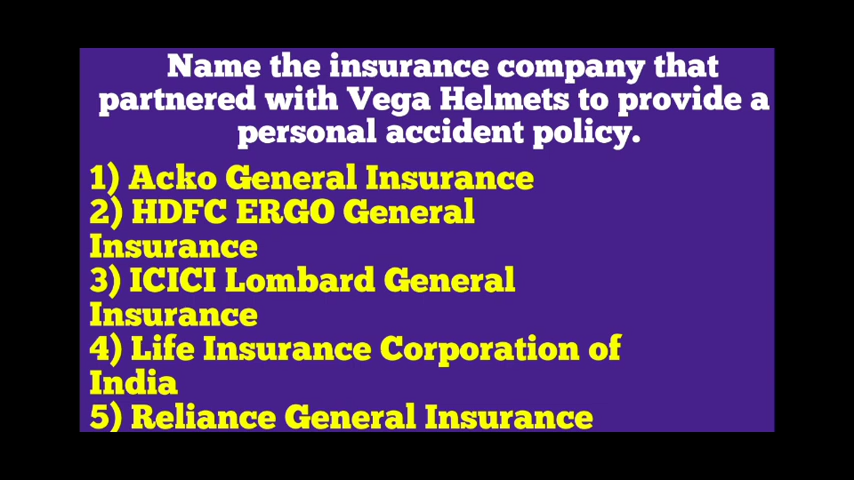 Name the insurance company that
partnered with Vega Helmets to provide a
personal accident policy.
1) Acko General Insurance
2) HDFC ERGO General
Insurance
3) ICICI Lombard General
Insurance
4) Life Insurance Corporation of
India
5) Reliance General Insurance